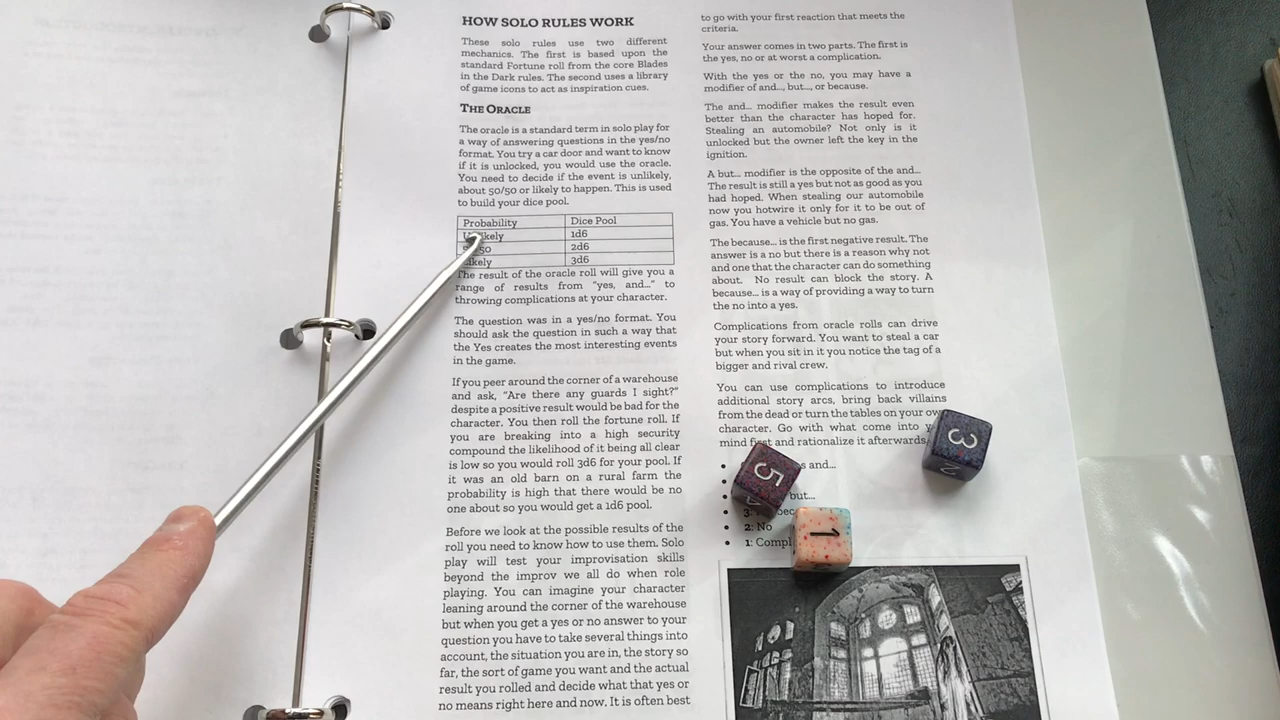 HOW SOLO RULES WORK
These solo rules use two different
mechanics. The first is based upon the
standard Fortune roll from the core Blades
in the Dark rules. The second uses a library
of game icons to act as inspiration cues.
THE ORACLE
The oracle is a standard term in solo play for
a way of answering questions in the yes/no
format. You try a car door and want to know
if it is unlocked, you would use the oracle.
You need to decide if the event is unlikely,
about 50/50 or likely to happen. This is used
to build your dice pool.
Probability Dice Pool
1d6
2d6
3d6
The result of the oracle roll will give you a
range of results from "yes, and..." to
throwing complications at your character.
The question was in a yes/no format. You
should ask the question in such a way that
the Yes creates the most interesting events
in the game.
If you peer around the corner of a warehouse
and ask, "Are there any guards I sight?"
despite a positive result would be bad for the
character. You then roll the fortune roll. If
you are breaking into a high security
compound the likelihood of it being all clear
is low so you would roll 3d6 for your pool. If
it was an old barn on a rural farm the
probability is high that there would be no
one about so you would get a 1d6 pool.
Before we look at the possible results of the
roll you need to know how to use them. Solo
play will test your improvisation skills
beyond the improv we all do when role
playing. You can imagine your character
leaning around the corner of the warehouse
but when you get a yes or no answer to your
question you have to take several things into
account, the situation you are in, the story so
far, the sort of game you want and the actual
result you rolled and decide what that yes or
no means right here and now. It is often best
to go with your first reaction that meets the
criteria.
Your answer comes in two parts. The first is
the yes, no or at worst a complication.
With the yes or the no, you may have a
modifier of and..., but..., or because.
The and... modifier makes the result even
better than the character has hoped for.
Stealing an automobile? Not only is it
unlocked but the owner left the key in the
ignition.
A but... modifier is the opposite of the and...
The result is still a yes but not as good as you
had hoped. When stealing our automobile
now you hotwire it only for it to be out of
gas. You have a vehicle but no gas.
The because... is the first negative result. The
answer is a no but there is a reason why not
and one that the character can do something
about. No result can block the story. A
because... is a way of providing a way to turn
the no into a yes.
Complications from oracle rolls can drive
your story forward. You want to steal a car
but when you sit in it you notice the tag of a
bigger and rival crew.
You can use complications to introduce
additional story arcs, bring back villains
from the dead or turn the tables on your own
character. Go with what come into
mind first and rationalize it afterwards.
and...
but...
3:
2: No
1:
5
3
2
1